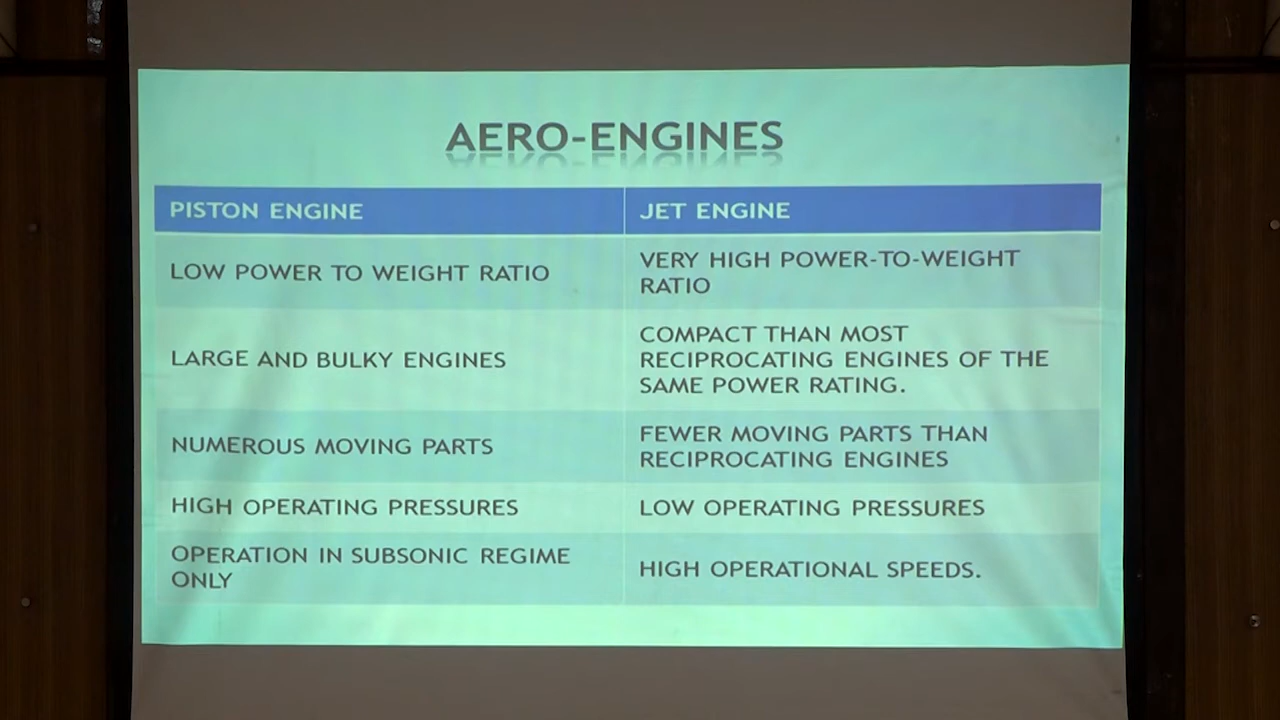 AERO-ENGINES
PISTON ENGINE
JET ENGINE
LOW POWER TO WEIGHT RATIO
VERY HIGH POWER-TO-WEIGHT
RATIO
LARGE AND BULKY ENGINES
COMPACT THAN MOST
RECIPROCATING ENGINES OF THE
SAME POWER RATING.
NUMEROUS MOVING PARTS
FEWER MOVING PARTS THAN
RECIPROCATING ENGINES
HIGH OPERATING PRESSURES
LOW OPERATING PRESSURES
OPERATION IN SUBSONIC REGIME
ONLY
HIGH OPERATIONAL SPEEDS.